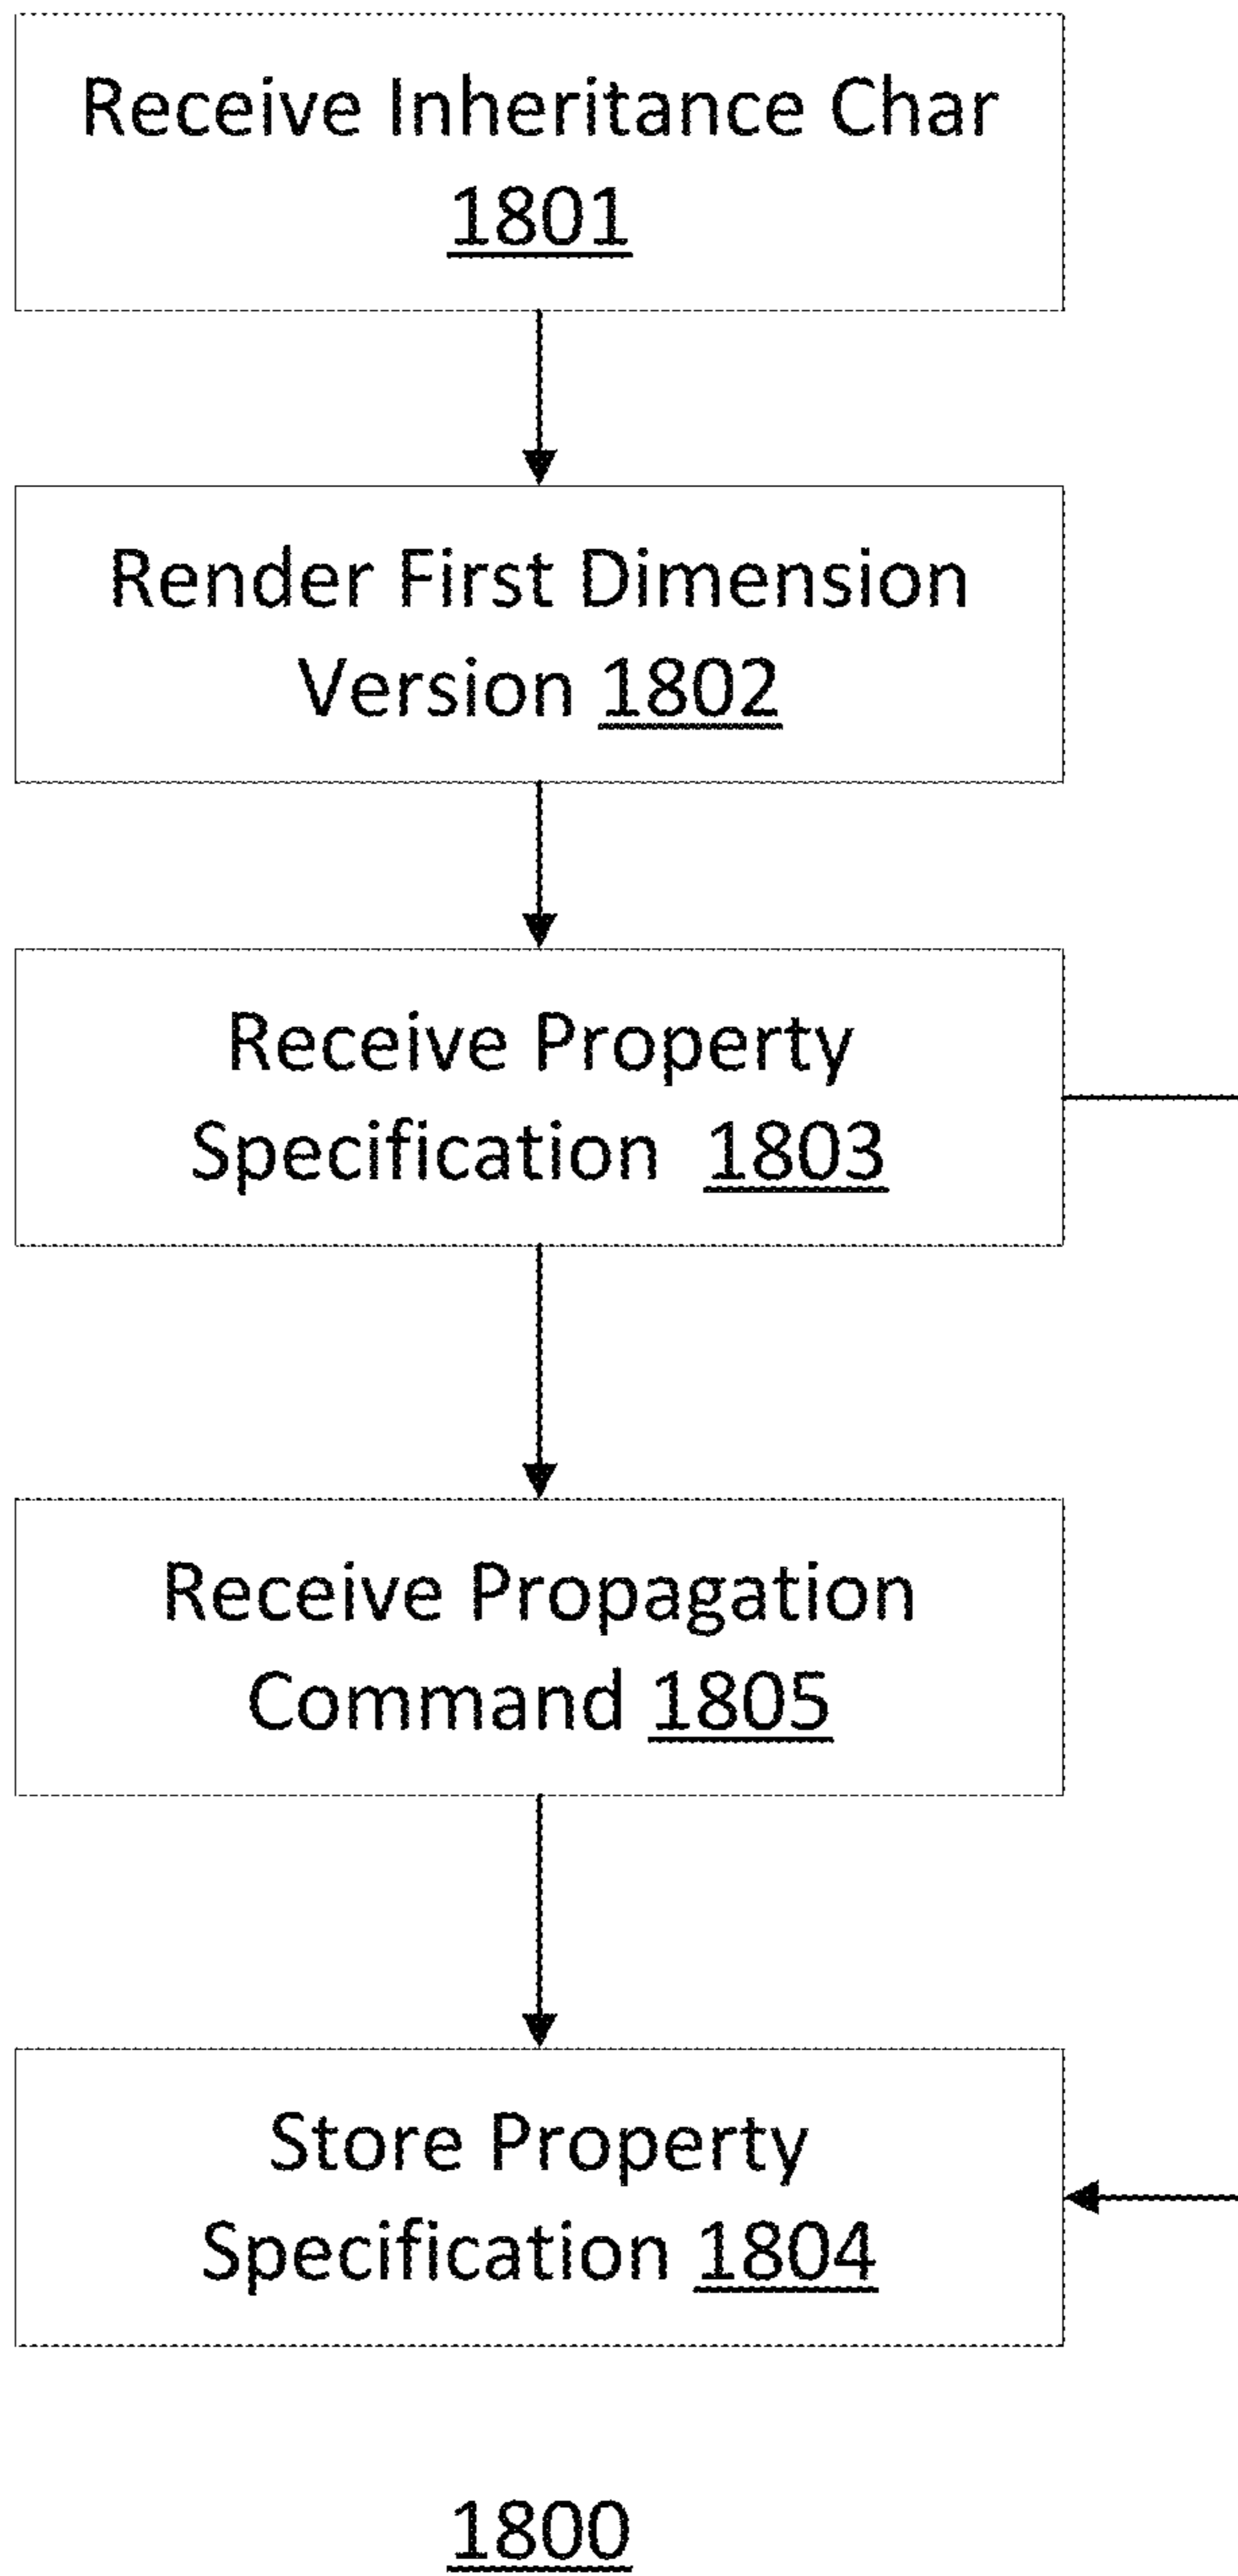 Receive Inheritance Char
1801
Render First Dimension
Version 1802
Receive Property
Specification 1803
Receive Propagation
Command 1805
Store Property
Specification 1804
1800